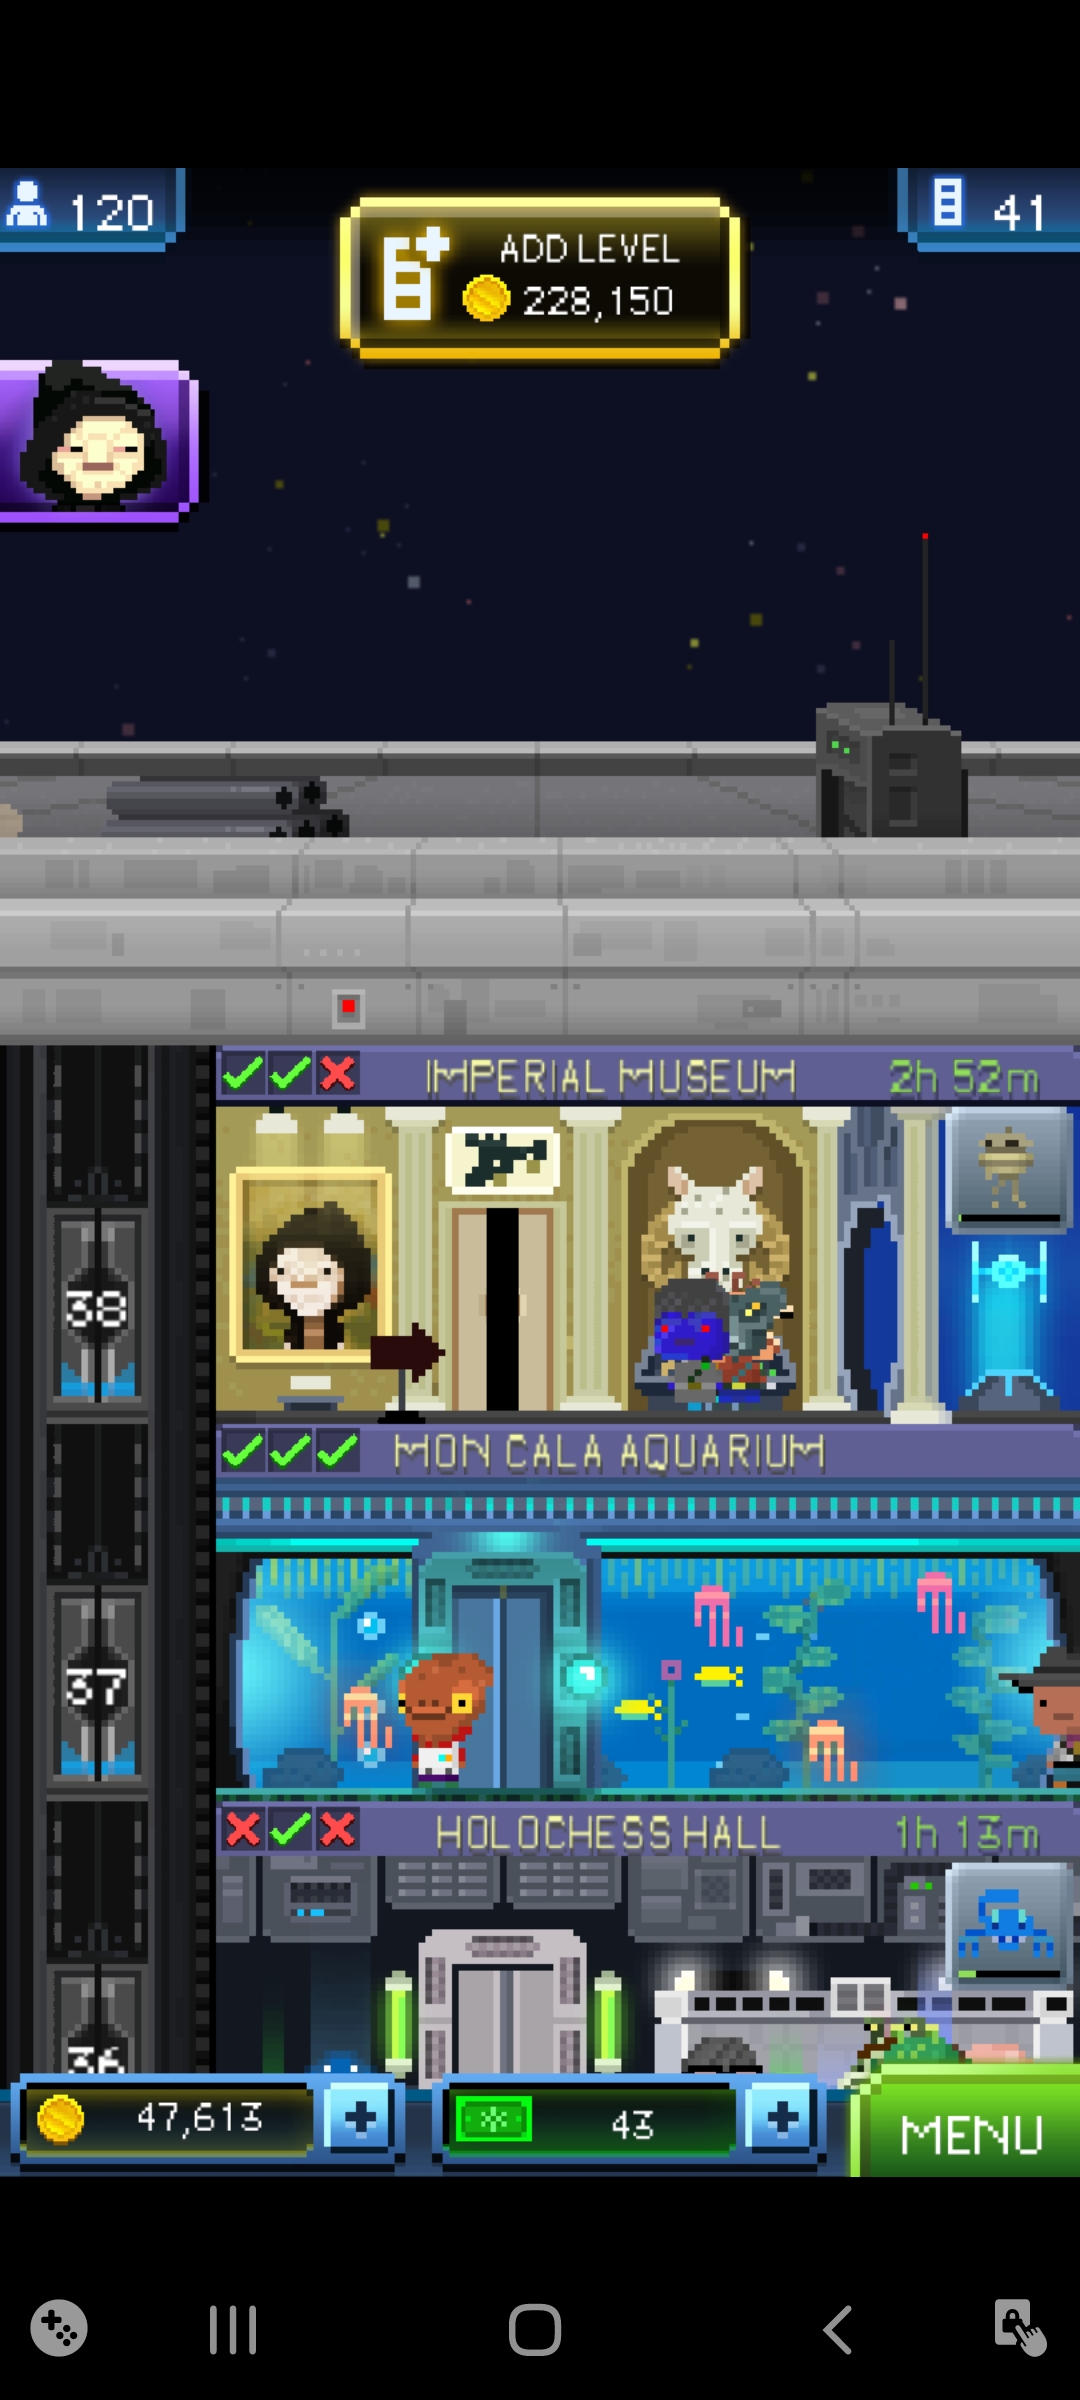 120
ADD LEVEL
228,150
41
IMPERIAL MUSEUM 2h 52m
38
MON CALA AQUARIUM
37
HOLOCHESS HALL 1h 13m
36
47,613
43
MENU